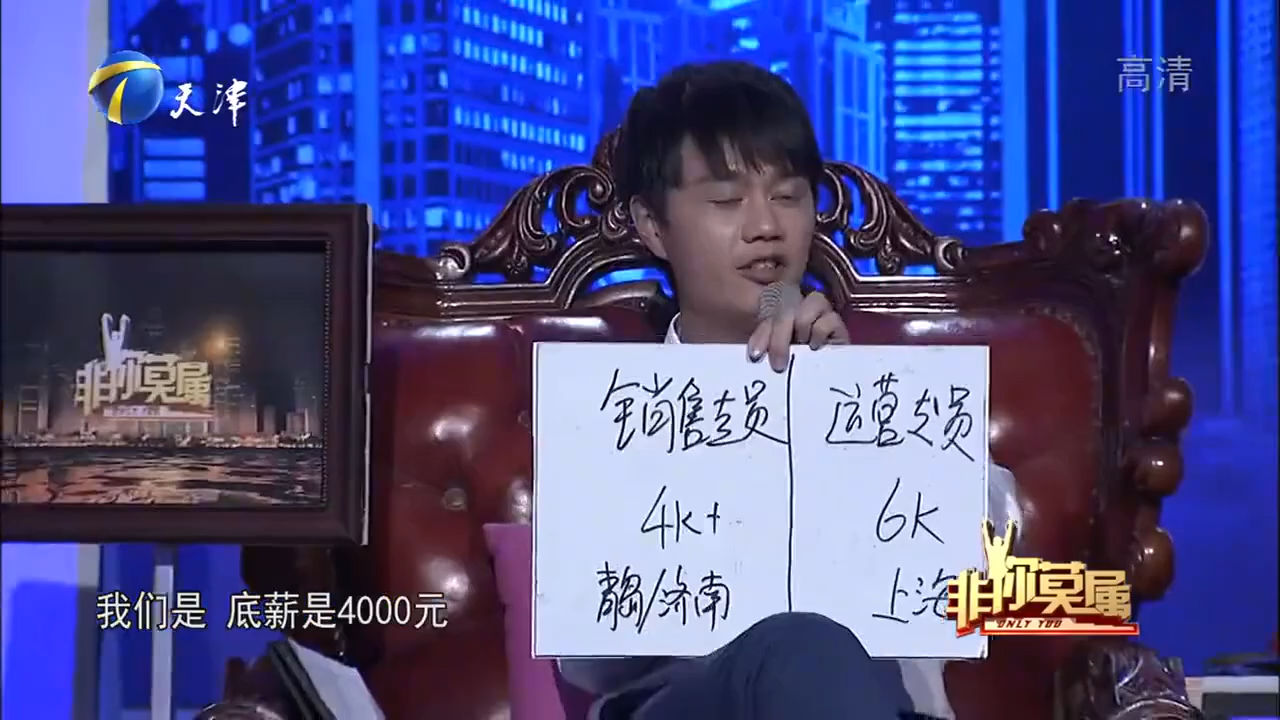 天津
高清
非你莫属
销售专员
运营专员
4k+
6k
青岛/济南
上海
我们是 底薪是4000元
非你莫属
ONLY YOU